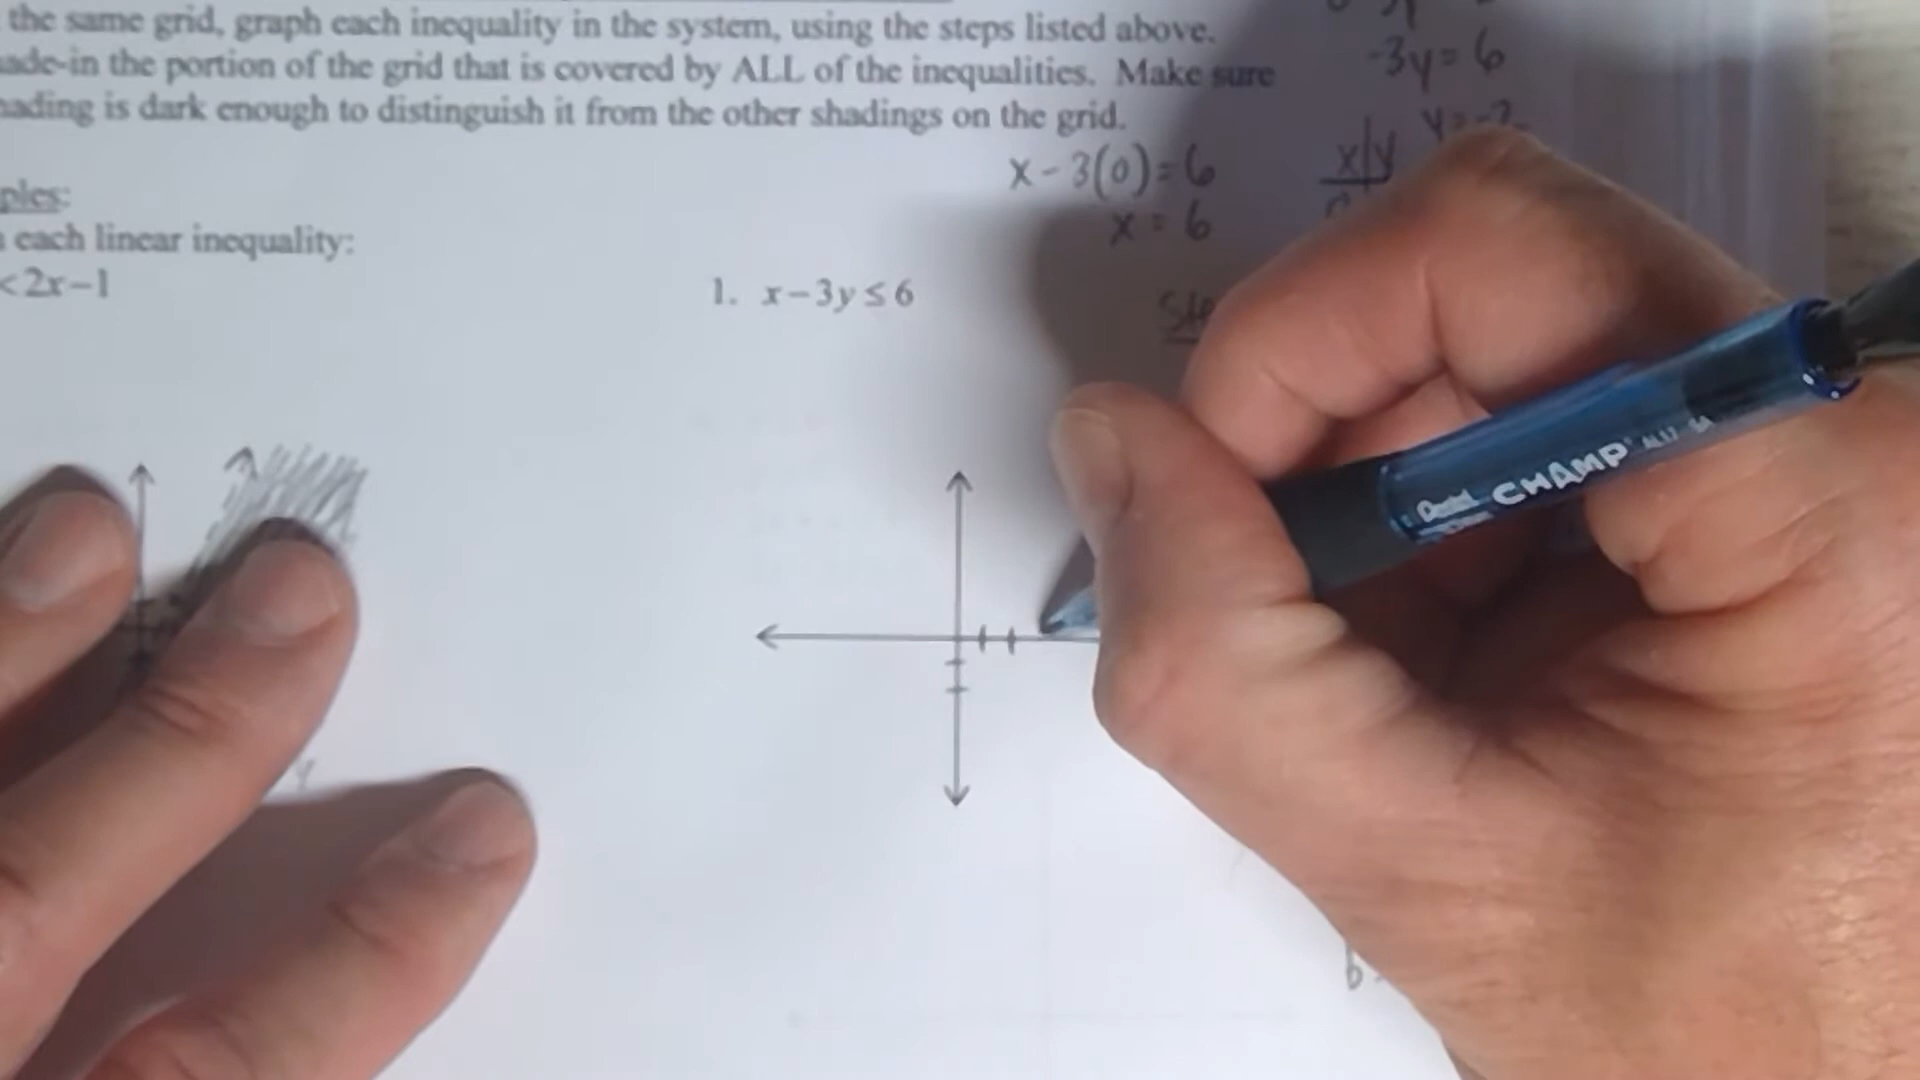 the same grid, graph each inequality in the system, using the steps listed above.
in the portion of the grid that is covered by ALL of the inequalities. Make sure
is dark enough to distinguish it from the other shadings on the grid.
-3y = 6
y = -2
x - 3(0) = 6
x = 6
x|y
each linear inequality:
<2x-1
1. x-3y≤6
Pentel CHAMP